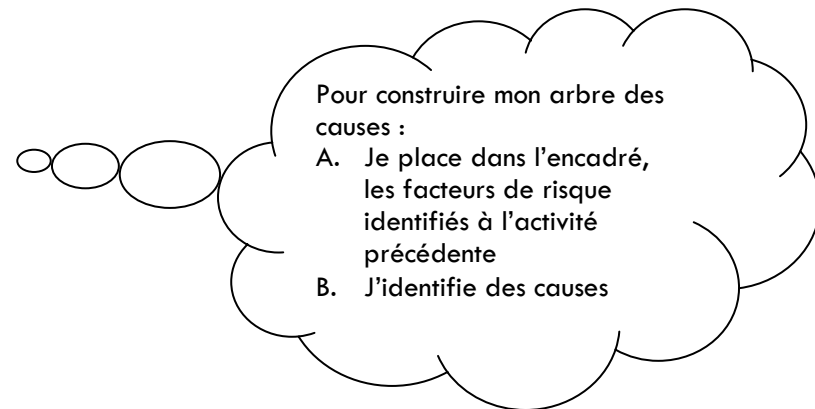 Pour construire mon arbre des
causes :
A. Je place dans l’encadré,
les facteurs de risque
identifiés à l’activité
précédente
B. J’identifie des causes